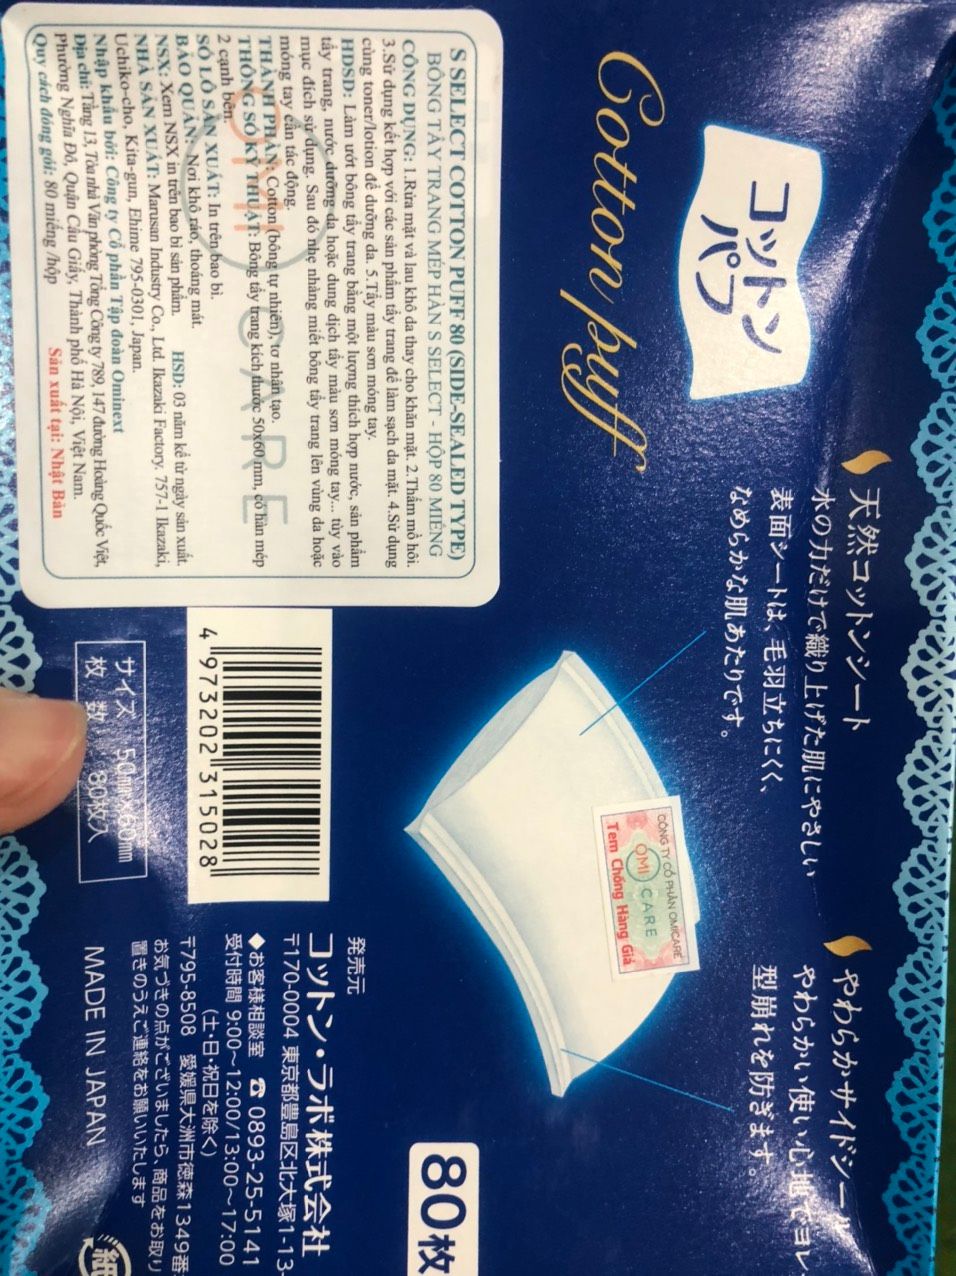 コットン
パフ
Cotton puff
天然コットンシート
水の力だけで織り上げた肌にやさしい
表面シートは、毛羽立ちにくく、
なめらかな肌あたりです。
やわらかサイドシー
やわらかい使い心地でヨレ
型崩れを防ぎます。
S SELECT COTTON PUFF 80 (SIDE-SEALED TYPE)
BÔNG TẨY TRANG MÉP HÀN S SELECT - HỘP 80 MIẾNG
CÔNG DỤNG: 1.Rửa mặt và lau khô da thay cho khăn mặt. 2.Thấm mồ hôi.
3.Sử dụng kết hợp với các sản phẩm tẩy trang để làm sạch da mặt. 4.Sử dụng
cùng toner/lotion để dưỡng da. 5.Tẩy màu sơn móng tay.
HDSD: Làm ướt bông tẩy trang bằng một lượng thích hợp nước, sản phẩm
tẩy trang, nước dưỡng da hoặc dung dịch tẩy màu sơn móng tay... tùy vào
mục đích sử dụng. Sau đó nhẹ nhàng miết bông tẩy trang lên vùng da hoặc
móng tay cần tác động.
THÀNH PHẦN: Cotton (bông tự nhiên), tơ nhân tạo.
THÔNG SỐ KỸ THUẬT: Bông tẩy trang kích thước 50x60 mm, có hàn mép
2 cạnh bên.
SỐ LÔ SẢN XUẤT: In trên bao bì.
BẢO QUẢN: Nơi khô ráo, thoáng mát.
NSX: Xem NSX in trên bao bì sản phẩm. HSD: 03 năm kể từ ngày sản xuất.
NHÀ SẢN XUẤT: Marusan Industry Co., Ltd. Ikazaki Factory. 757-1 Ikazaki,
Uchiko-cho, Kita-gun, Ehime 795-0301, Japan.
Nhập khẩu bởi: Công ty Cổ phần Tập đoàn Ominext
Địa chỉ: Tầng 13, Tòa nhà Văn phòng Tổng Công ty 789, 147 đường Hoàng Quốc Việt,
Phường Nghĩa Đô, Quận Cầu Giấy, Thành phố Hà Nội, Việt Nam.
Quy cách đóng gói: 80 miếng /hộp Sản xuất tại: Nhật Bản
OMI CARE
CÔNG TY CỔ PHẦN OMICARE
OMI CARE
Tem Chống Hàng Giả
4 973202 315028
サイズ 50mm×60mm
枚 数 80枚入
80枚
発売元
コットン・ラボ株式会社
〒170-0004 東京都豊島区北大塚1-13-
◆お客様相談室 ☎ 0893-25-5141
受付時間 9:00~12:00/13:00~17:00
(土・日・祝日を除く)
〒795-8508 愛媛県大洲市徳森1349番
お気づきの点がございましたら、商品をお取り
置きのうえご連絡をお願いいたします
MADE IN JAPAN
紙